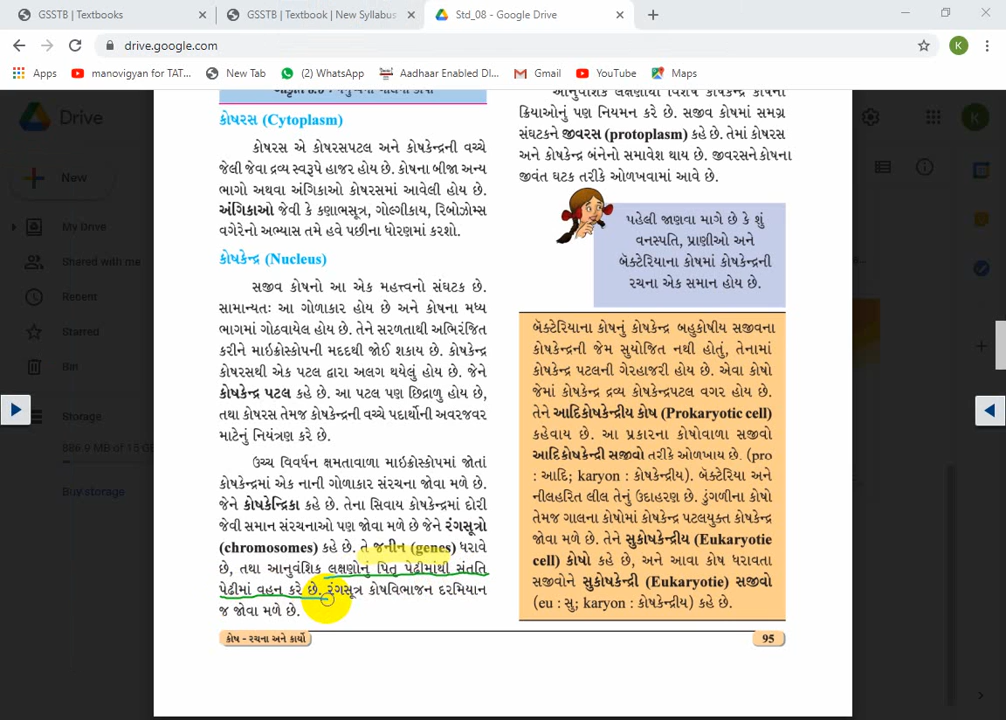 GSSTB | Textbooks
GSSTB | Textbook | New Syllabus
Std_08 - Google Drive
drive.google.com
K
Apps
manovigyan for TAT...
New Tab
(2) WhatsApp
Aadhaar Enabled DI...
Gmail
YouTube
Maps
Drive
K
New
My Drive
Shared with me
Recent
Starred
Bin
Storage
886.9 MB of 15
Buy storage
કોષરસ (Cytoplasm)
કોષરસ એ કોષરસપટલ અને કોષકેન્દ્રની વચ્ચે
જેલી જેવા દ્રવ્ય સ્વરૂપે હાજર હોય છે. કોષના બીજા અન્ય
ભાગો અથવા અંગિકાઓ કોષરસમાં આવેલી હોય છે.
અંગિકાઓ જેવી કે કણાભસૂત્ર, ગોલ્ગીકાય, રિબોઝોમ્સ
વગેરેનો અભ્યાસ તમે હવે પછીના ધોરણમાં કરશો.
કોષકેન્દ્ર (Nucleus)
સજીવ કોષનો આ એક મહત્ત્વનો સંઘટક છે.
સામાન્યતઃ આ ગોળાકાર હોય છે અને કોષના મધ્ય
ભાગમાં ગોઠવાયેલ હોય છે. તેને સરળતાથી અભિરંજિત
કરીને માઇક્રોસ્કોપની મદદથી જોઈ શકાય છે. કોષકેન્દ્ર
કોષરસથી એક પટલ દ્વારા અલગ થયેલું હોય છે. જેને
કોષકેન્દ્ર પટલ કહે છે. આ પટલ પણ છિદ્રાળુ હોય છે,
તથા કોષરસ તેમજ કોષકેન્દ્રની વચ્ચે પદાર્થોની અવરજવર
માટેનું નિયંત્રણ કરે છે.
ઉચ્ચ વિવર્ધન ક્ષમતાવાળા માઇક્રોસ્કોપમાં જોતાં
કોષકેન્દ્રમાં એક નાની ગોળાકાર સંરચના જોવા મળે છે.
જેને કોષકેન્દ્રિકા કહે છે. તેના સિવાય કોષકેન્દ્રમાં દોરી
જેવી સમાન સંરચનાઓ પણ જોવા મળે છે જેને રંગસૂત્રો
(chromosomes) કહે છે. તે જનીન (genes) ધરાવે
છે, તથા આનુવંશિક લક્ષણોનું પિતૃ પેઢીમાંથી સંતતિ
પેઢીમાં વહન કરે છે. રંગસૂત્ર કોષવિભાજન દરમિયાન
જ જોવા મળે છે.
કોષ - રચના અને કાર્યો
આનુવંશિક લક્ષણોવા વિશેષ કોષકેન્દ્ર કોષની
ક્રિયાઓનું પણ નિયમન કરે છે. સજીવ કોષમાં સમગ્ર
સંઘટકને જીવરસ (protoplasm) કહે છે. તેમાં કોષરસ
અને કોષકેન્દ્ર બંનેનો સમાવેશ થાય છે. જીવરસને કોષના
જીવંત ઘટક તરીકે ઓળખવામાં આવે છે.
પહેલી જાણવા માગે છે કે શું
વનસ્પતિ, પ્રાણીઓ અને
બૅક્ટેરિયાના કોષમાં કોષકેન્દ્રની
રચના એક સમાન હોય છે.
બૅક્ટેરિયાના કોષનું કોષકેન્દ્ર બહુકોષીય સજીવના
કોષકેન્દ્રની જેમ સુયોજિત નથી હોતું, તેનામાં
કોષકેન્દ્ર પટલની ગેરહાજરી હોય છે. એવા કોષો
જેમાં કોષકેન્દ્ર દ્રવ્ય કોષકેન્દ્રપટલ વગર હોય છે.
તેને આદિકોષકેન્દ્રીય કોષ (Prokaryotic cell)
કહેવાય છે. આ પ્રકારના કોષોવાળા સજીવો
આદિકોષકેન્દ્રી સજીવો તરીકે ઓળખાય છે. (pro
: આદિ; karyon : કોષકેન્દ્રીય). બૅક્ટેરિયા અને
નીલહરિત લીલ તેનું ઉદાહરણ છે. ડુંગળીના કોષો
તેમજ ગાલના કોષોમાં કોષકેન્દ્ર પટલયુક્ત કોષકેન્દ્ર
જોવા મળે છે. તેને સુકોષકેન્દ્રીય (Eukaryotie
cell) કોષો કહે છે, અને આવા કોષ ધરાવતા
સજીવોને સુકોષકેન્દ્રી (Eukaryotie) સજીવો
(eu : સુ; karyon : કોષકેન્દ્રીય) કહે છે.
95